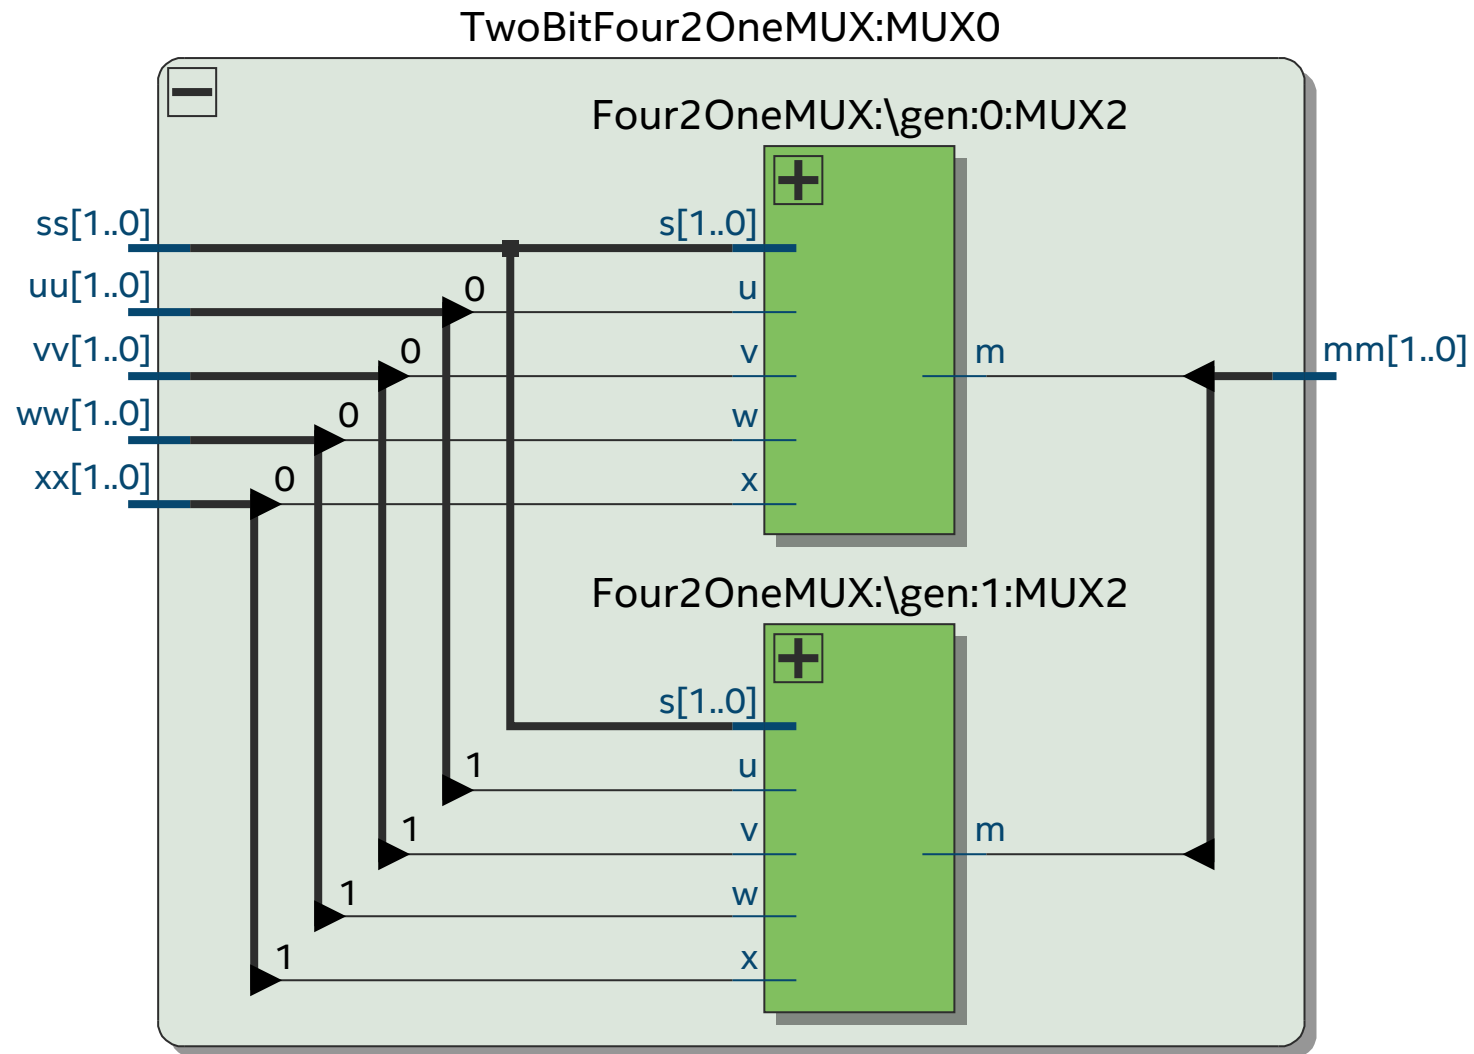 TwoBitFour2OneMUX:MUX0
Four2OneMUX:\gen:0:MUX2
ss[1..0]
s[1..0]
uu[1..0]
0
u
vv[1..0]
0
v
m
mm[1..0]
ww[1..0]
0
w
xx[1..0]
0
x
Four2OneMUX:\gen:1:MUX2
s[1..0]
1
u
1
v
m
1
w
1
x